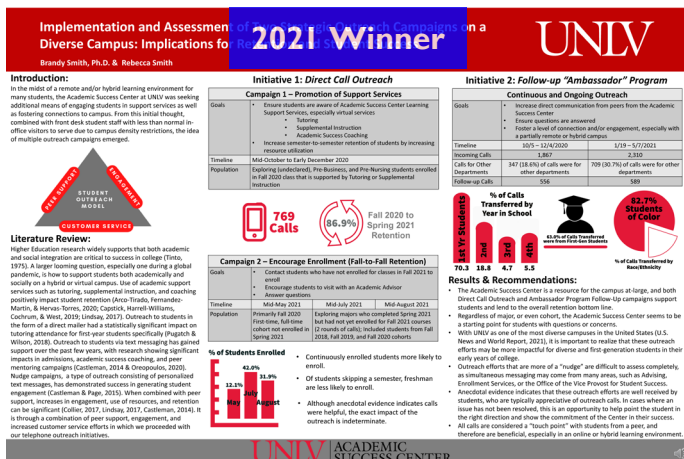 Implementation and Assessment of Two Strategic Outreach Campaigns on a
Diverse Campus: Implications for
2021 Winner
UNLV
Brandy Smith, Ph.D. & Rebecca Smith
Introduction:
In the midst of a remote and/or hybrid learning environment for
many students, the Academic Success Center at UNLV was seeking
additional means of engaging students in support services as well
as fostering connections to campus. From this initial thought,
combined with front desk student staff with less than normal in-
office visitors to serve due to campus density restrictions, the idea
of multiple outreach campaigns emerged.
PEER SUPPORT
ENGAGEMENT
STUDENT
OUTREACH
MODEL
CUSTOMER SERVICE
Literature Review:
Higher Education research widely supports that both academic
and social integration are critical to success in college (Tinto,
1975). A larger looming question, especially one during a global
pandemic, is how to support students both academically and
socially on a hybrid or virtual campus. Use of academic support
services such as tutoring, supplemental instruction, and coaching
positively impact student retention (Arco-Tirado, Fernandez-
Martin, & Hervas-Torres, 2020; Capstick, Harrell-Williams,
Cochrum, & West, 2019; Lindsay, 2017). Outreach to students in
the form of a direct mailer had a statistically significant impact on
tutoring attendance for first-year students specifically (Pugatch &
Wilson, 2018). Outreach to students via text messaging has gained
support over the past few years, with research showing significant
impacts in admissions, academic success coaching, and peer
mentoring campaigns (Castleman, 2014 & Oreopoulos, 2020).
Nudge campaigns, a type of outreach consisting of personalized
text messages, has demonstrated success in generating student
engagement (Castleman & Page, 2015). When combined with peer
support, increases in engagement, use of resources, and retention
can be significant (Collier, 2017, Lindsay, 2017, Castleman, 2014). It
is through a combination of peer support, engagement, and
increased customer service efforts in which we proceeded with
our telephone outreach initiatives.
Initiative 1: Direct Call Outreach
Campaign 1 – Promotion of Support Services
Goals
• Ensure students are aware of Academic Success Center Learning
Support Services, especially virtual services
• Tutoring
• Supplemental Instruction
• Academic Success Coaching
• Increase semester-to-semester retention of students by increasing
resource utilization
Timeline Mid-October to Early December 2020
Population Exploring (undeclared), Pre-Business, and Pre-Nursing students enrolled
in Fall 2020 class that is supported by Tutoring or Supplemental
Instruction
769
Calls
86.9%
Fall 2020 to
Spring 2021
Retention
Campaign 2 – Encourage Enrollment (Fall-to-Fall Retention)
Goals
• Contact students who have not enrolled for classes in Fall 2021 to
enroll
• Encourage students to visit with an Academic Advisor
• Answer questions
Timeline Mid-May 2021 Mid-July 2021 Mid-August 2021
Population
Primarily Fall 2020
First-time, full-time
cohort not enrolled in
Spring 2021
Exploring majors who completed Spring 2021
but had not yet enrolled for Fall 2021 courses
(2 rounds of calls); Included students from Fall
2018, Fall 2019, and Fall 2020 cohorts
% of Students Enrolled
12.1%
42.0%
31.9%
May
July
August
• Continuously enrolled students more likely to
enroll.
• Of students skipping a semester, freshman
are less likely to enroll.
• Although anecdotal evidence indicates calls
were helpful, the exact impact of the
outreach is indeterminate.
Initiative 2: Follow-up “Ambassador” Program
Continuous and Ongoing Outreach
Goals
• Increase direct communication from peers from the Academic
Success Center
• Ensure questions are answered
• Foster a level of connection and/or engagement, especially with
a partially remote or hybrid campus
Timeline 10/5 – 12/4/2020 1/19 – 5/7/2021
Incoming Calls 1,867 2,310
Calls for Other
Departments
347 (18.6%) of calls were for
other departments
709 (30.7%) of calls were for other
departments
Follow-up Calls 556 589
% of Calls
Transferred by
Year in School
1st Yr Students
2nd
3rd
4th
70.3 18.8 4.7 5.5
63.0% of Calls Transferred
were from First-Gen Students
82.7%
Students
of Color
% of Calls Transferred by
Race/Ethnicity
Results & Recommendations:
• The Academic Success Center is a resource for the campus at-large, and both
Direct Call Outreach and Ambassador Program Follow-Up campaigns support
students and lend to the overall retention bottom line.
• Regardless of major, or even cohort, the Academic Success Center seems to be
a starting point for students with questions or concerns.
• With UNLV as one of the most diverse campuses in the United States (U.S.
News and World Report, 2021), it is important to realize that these outreach
efforts may be more impactful for diverse and first-generation students in their
early years of college.
• Outreach efforts that are more of a “nudge” are difficult to assess completely,
as simultaneous messaging may come from many areas, such as Advising,
Enrollment Services, or the Office of the Vice Provost for Student Success.
• Anecdotal evidence indicates that these outreach efforts are well received by
students, who are typically appreciative of outreach calls. In cases where an
issue has not been resolved, this is an opportunity to help point the student in
the right direction and show the commitment of the Center in their success.
• All calls are considered a “touch point” with students from a peer, and
therefore are beneficial, especially in an online or hybrid learning environment.
UNLV ACADEMIC
SUCCESS CENTER